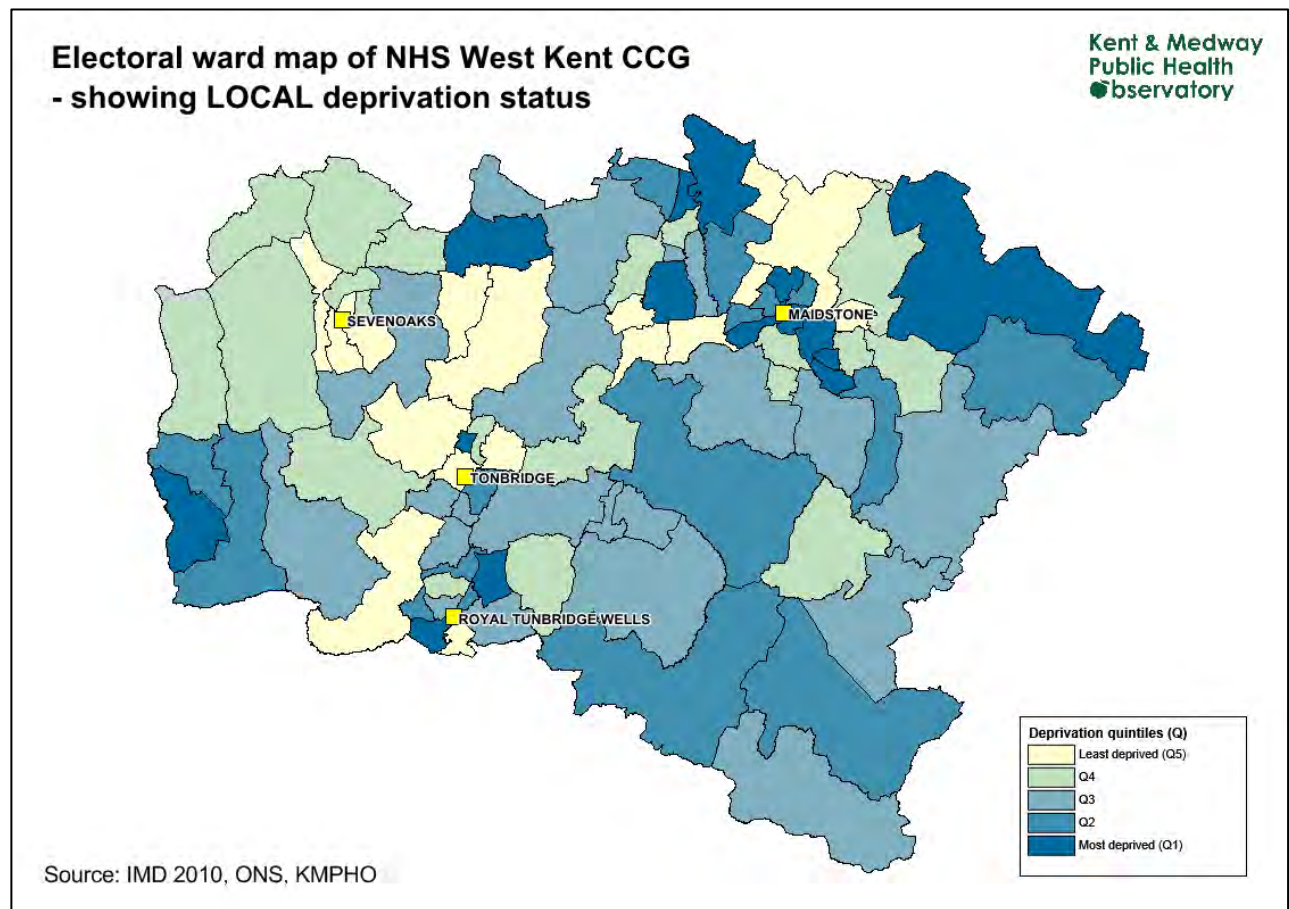 Electoral ward map of NHS West Kent CCG
- showing LOCAL deprivation status
Kent & Medway
Public Health
Observatory
SEVENOAKS
MAIDSTONE
TONBRIDGE
ROYAL TUNBRIDGE WELLS
Deprivation quintiles (Q)
Least deprived (Q5)
Q4
Q3
Q2
Most deprived (Q1)
Source: IMD 2010, ONS, KMPHO